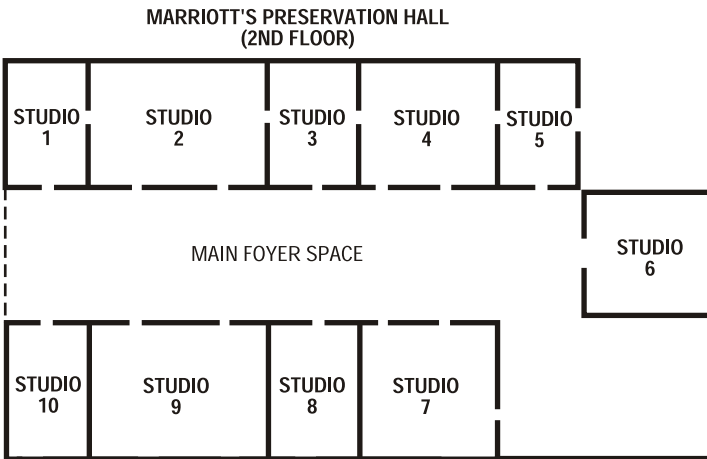 MARRIOTT'S PRESERVATION HALL
(2ND FLOOR)
STUDIO
1
STUDIO
2
STUDIO
3
STUDIO
4
STUDIO
5
MAIN FOYER SPACE
STUDIO
6
STUDIO
10
STUDIO
9
STUDIO
8
STUDIO
7